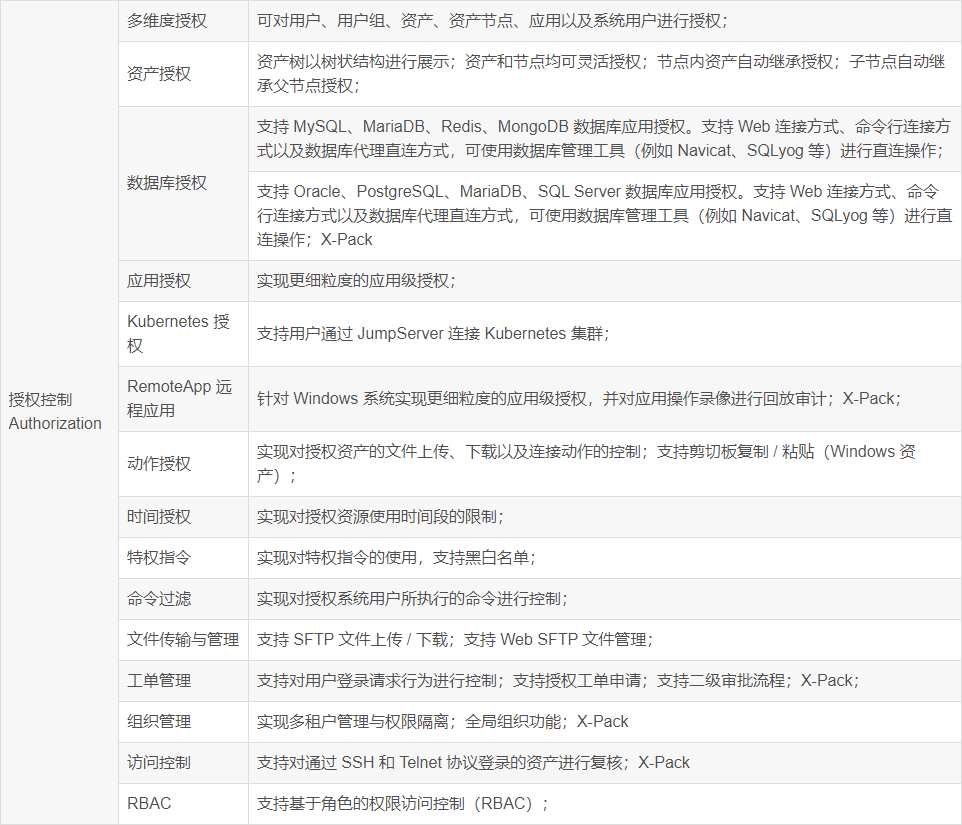 授权控制
Authorization
多维度授权
可对用户、用户组、资产、资产节点、应用以及系统用户进行授权；
资产授权
资产树以树状结构进行展示；资产和节点均可灵活授权；节点内资产自动继承授权；子节点自动继
承父节点授权；
数据库授权
支持 MySQL、MariaDB、Redis、MongoDB 数据库应用授权。支持 Web 连接方式、命令行连接方
式以及数据库代理直连方式，可使用数据库管理工具（例如 Navicat、SQLyog 等）进行直连操作；
支持 Oracle、PostgreSQL、MariaDB、SQL Server 数据库应用授权。支持 Web 连接方式、命令
行连接方式以及数据库代理直连方式，可使用数据库管理工具（例如 Navicat、SQLyog 等）进行直
连操作；X-Pack
应用授权
实现更细粒度的应用级授权；
Kubernetes 授
权
支持用户通过 JumpServer 连接 Kubernetes 集群；
RemoteApp 远
程应用
针对 Windows 系统实现更细粒度的应用级授权，并对应用操作录像进行回放审计；X-Pack；
动作授权
实现对授权资产的文件上传、下载以及连接动作的控制；支持剪切板复制 / 粘贴（Windows 资
产）；
时间授权
实现对授权资源使用时间段的限制；
特权指令
实现对特权指令的使用，支持黑白名单；
命令过滤
实现对授权系统用户所执行的命令进行控制；
文件传输与管理
支持 SFTP 文件上传 / 下载；支持 Web SFTP 文件管理；
工单管理
支持对用户登录请求行为进行控制；支持授权工单申请；支持二级审批流程；X-Pack；
组织管理
实现多租户管理与权限隔离；全局组织功能；X-Pack
访问控制
支持对通过 SSH 和 Telnet 协议登录的资产进行复核；X-Pack
RBAC
支持基于角色的权限访问控制（RBAC）；